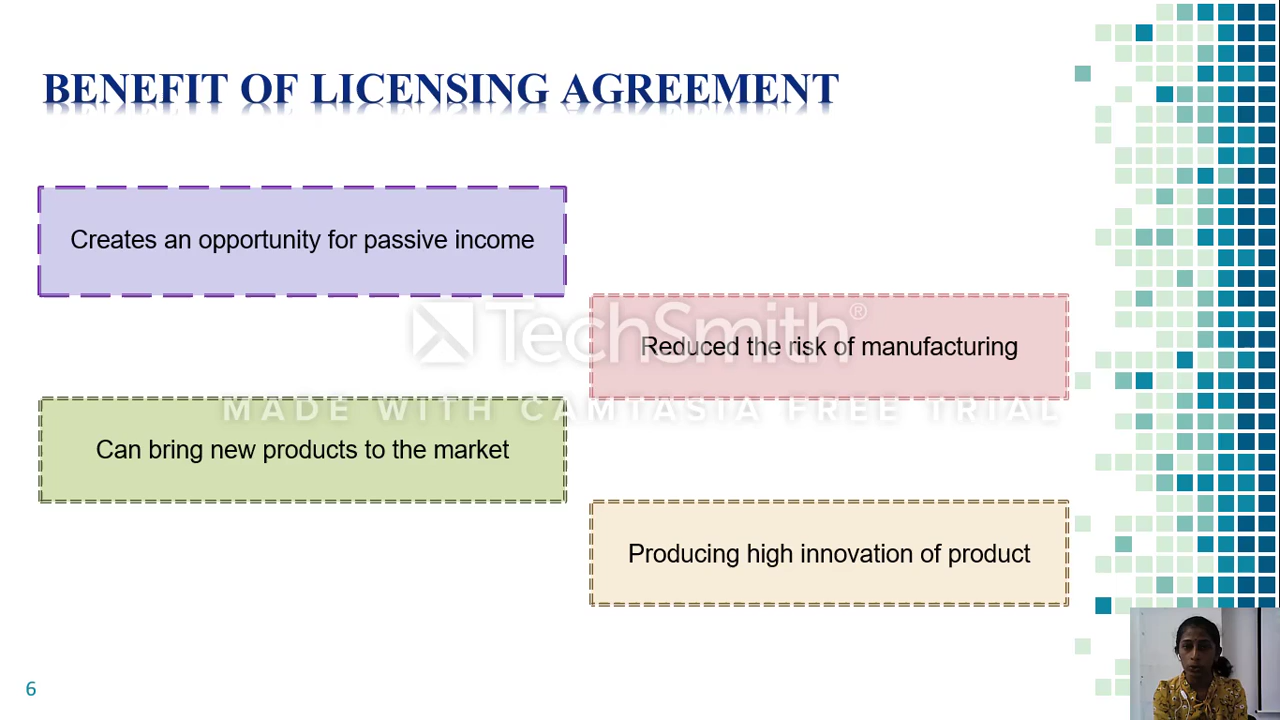 BENEFIT OF LICENSING AGREEMENT
Creates an opportunity for passive income
TechSmith®
Reduced the risk of manufacturing
MADE WITH CAMTASIA FREE TRIAL
Can bring new products to the market
Producing high innovation of product
6